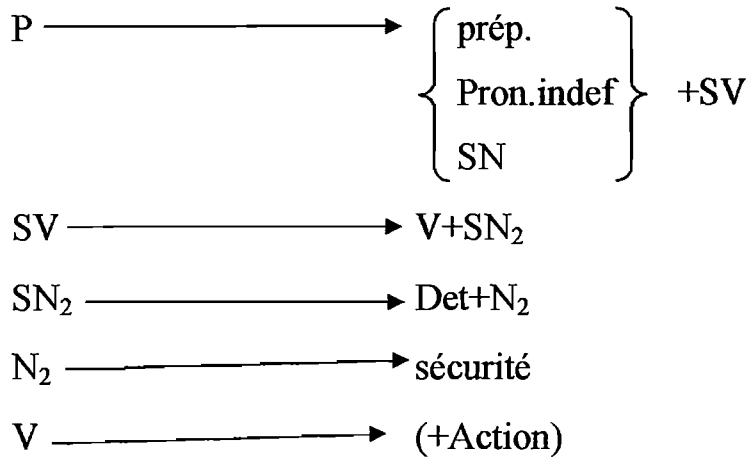 P → prép.
Pron.indef +SV
SN
SV → V+SN₂
SN₂ → Det+N₂
N₂ → sécurité
V → (+Action)